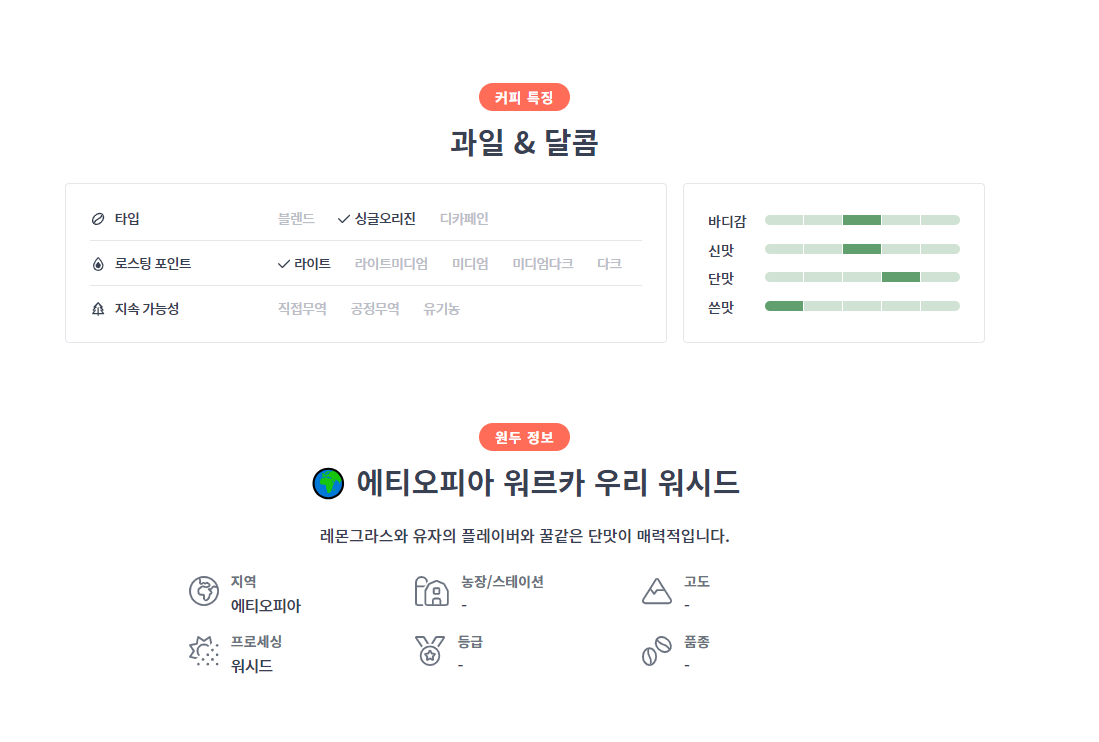 커피 특징
과일 & 달콤
타입 블렌드 싱글오리진 디카페인
로스팅 포인트 라이트 라이트미디엄 미디엄 미디엄다크 다크
지속 가능성 직접무역 공정무역 유기농
바디감
신맛
단맛
쓴맛
원두 정보
에티오피아 워르카 우리 워시드
레몬그라스와 유자의 플레이버와 꿀같은 단맛이 매력적입니다.
지역
에티오피아
농장/스테이션
-
고도
-
프로세싱
워시드
등급
-
품종
-